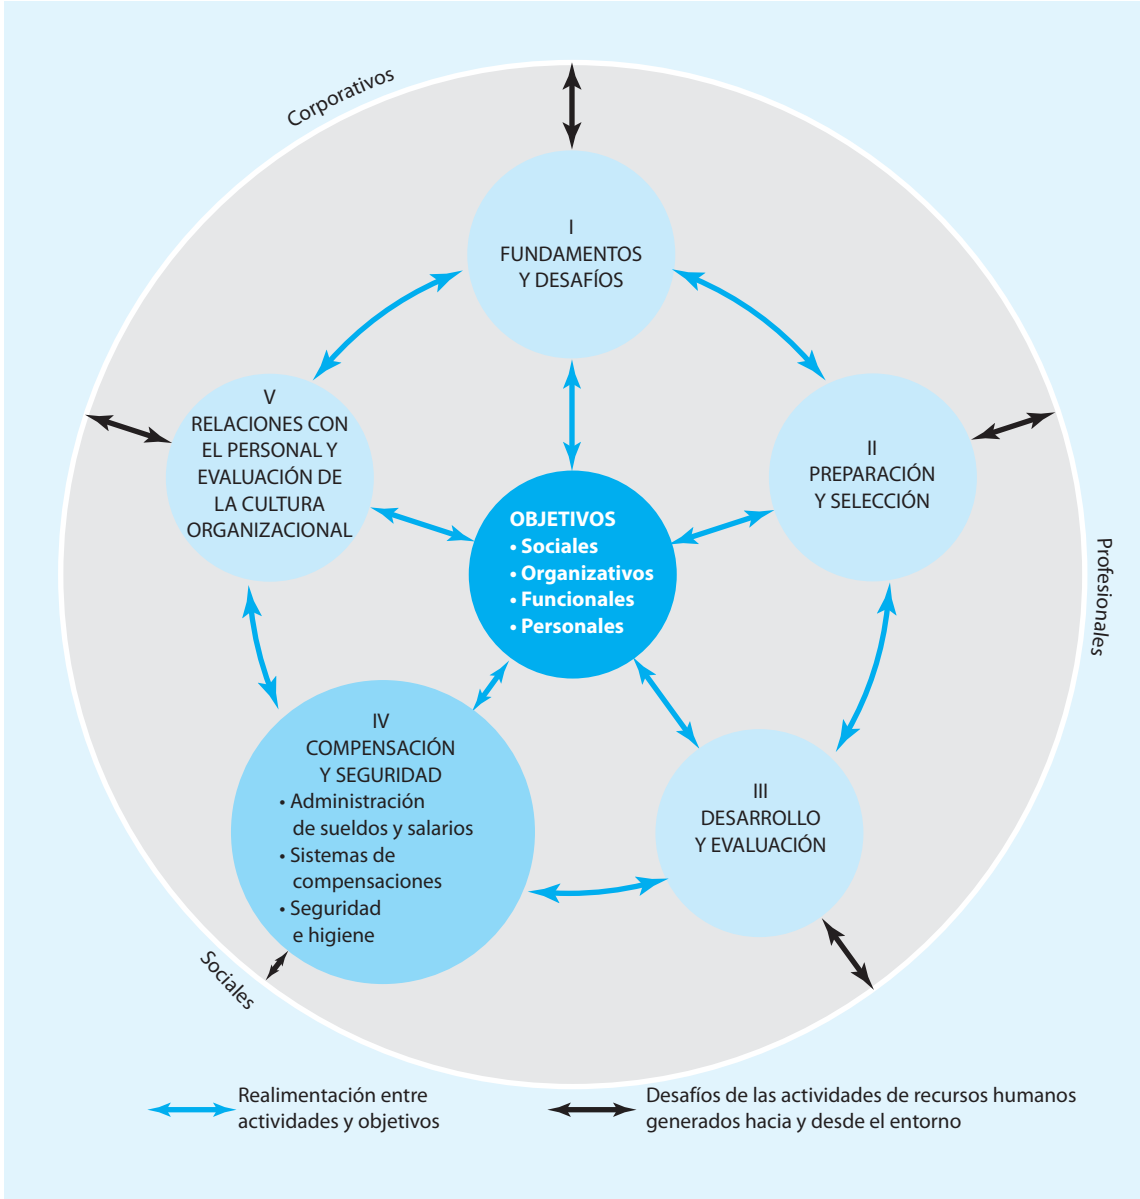 Corporativos
I
FUNDAMENTOS
Y DESAFÍOS
V
RELACIONES CON
EL PERSONAL Y
EVALUACIÓN DE
LA CULTURA
ORGANIZACIONAL
II
PREPARACIÓN
Y SELECCIÓN
OBJETIVOS
• Sociales
• Organizativos
• Funcionales
• Personales
Profesionales
IV
COMPENSACIÓN
Y SEGURIDAD
• Administración
de sueldos y salarios
• Sistemas de
compensaciones
• Seguridad
e higiene
III
DESARROLLO
Y EVALUACIÓN
Sociales
Realimentación entre
actividades y objetivos
Desafíos de las actividades de recursos humanos
generados hacia y desde el entorno